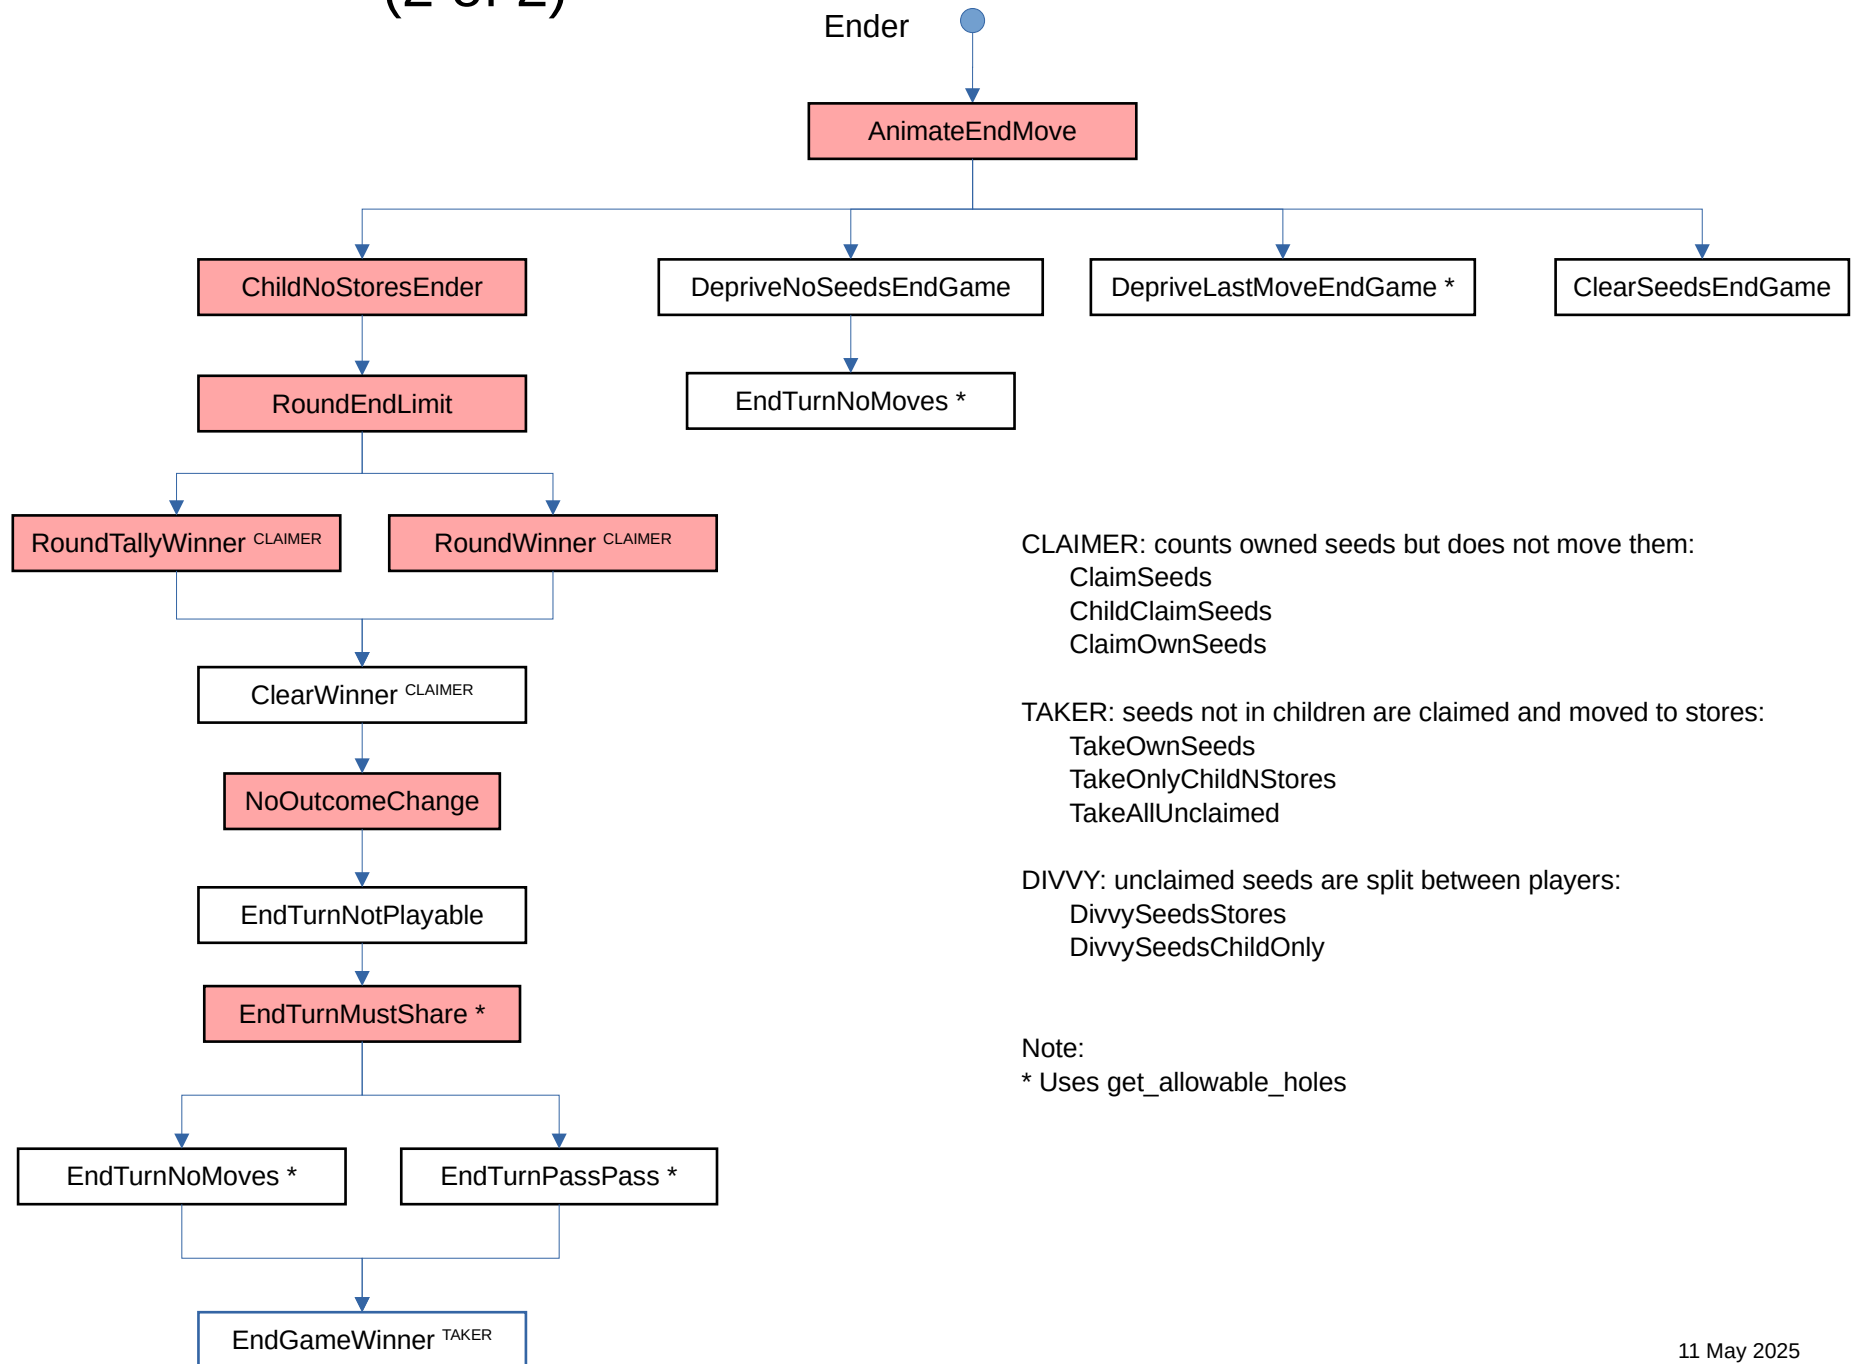 (2 of 2)
Ender
AnimateEndMove
ChildNoStoresEnder
DepriveNoSeedsEndGame
DepriveLastMoveEndGame *
ClearSeedsEndGame
RoundEndLimit
EndTurnNoMoves *
RoundTallyWinner CLAIMER
RoundWinner CLAIMER
ClearWinner CLAIMER
NoOutcomeChange
EndTurnNotPlayable
EndTurnMustShare *
EndTurnNoMoves *
EndTurnPassPass *
EndGameWinner TAKER
CLAIMER: counts owned seeds but does not move them:
ClaimSeeds
ChildClaimSeeds
ClaimOwnSeeds
TAKER: seeds not in children are claimed and moved to stores:
TakeOwnSeeds
TakeOnlyChildNStores
TakeAllUnclaimed
DIVVY: unclaimed seeds are split between players:
DivvySeedsStores
DivvySeedsChildOnly
Note:
* Uses get_allowable_holes
11 May 2025